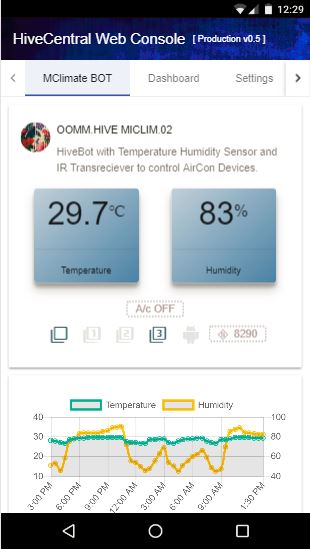 12:29
HiveCentral Web Console [ Production v0.5 ]
MClimate BOT Dashboard Settings
OOMM.HIVE MICLIM.02
HiveBot with Temperature Humidity Sensor and
IR Transreciever to control AirCon Devices.
29.7°C 83%
Temperature Humidity
A/c OFF
1 2 3 8290
Temperature Humidity
40 100
30 80
20 60
10 40
3:00 PM 6:00 PM 9:00 PM 12:00 AM 3:00 AM 6:00 AM 9:00 AM 1:30 PM